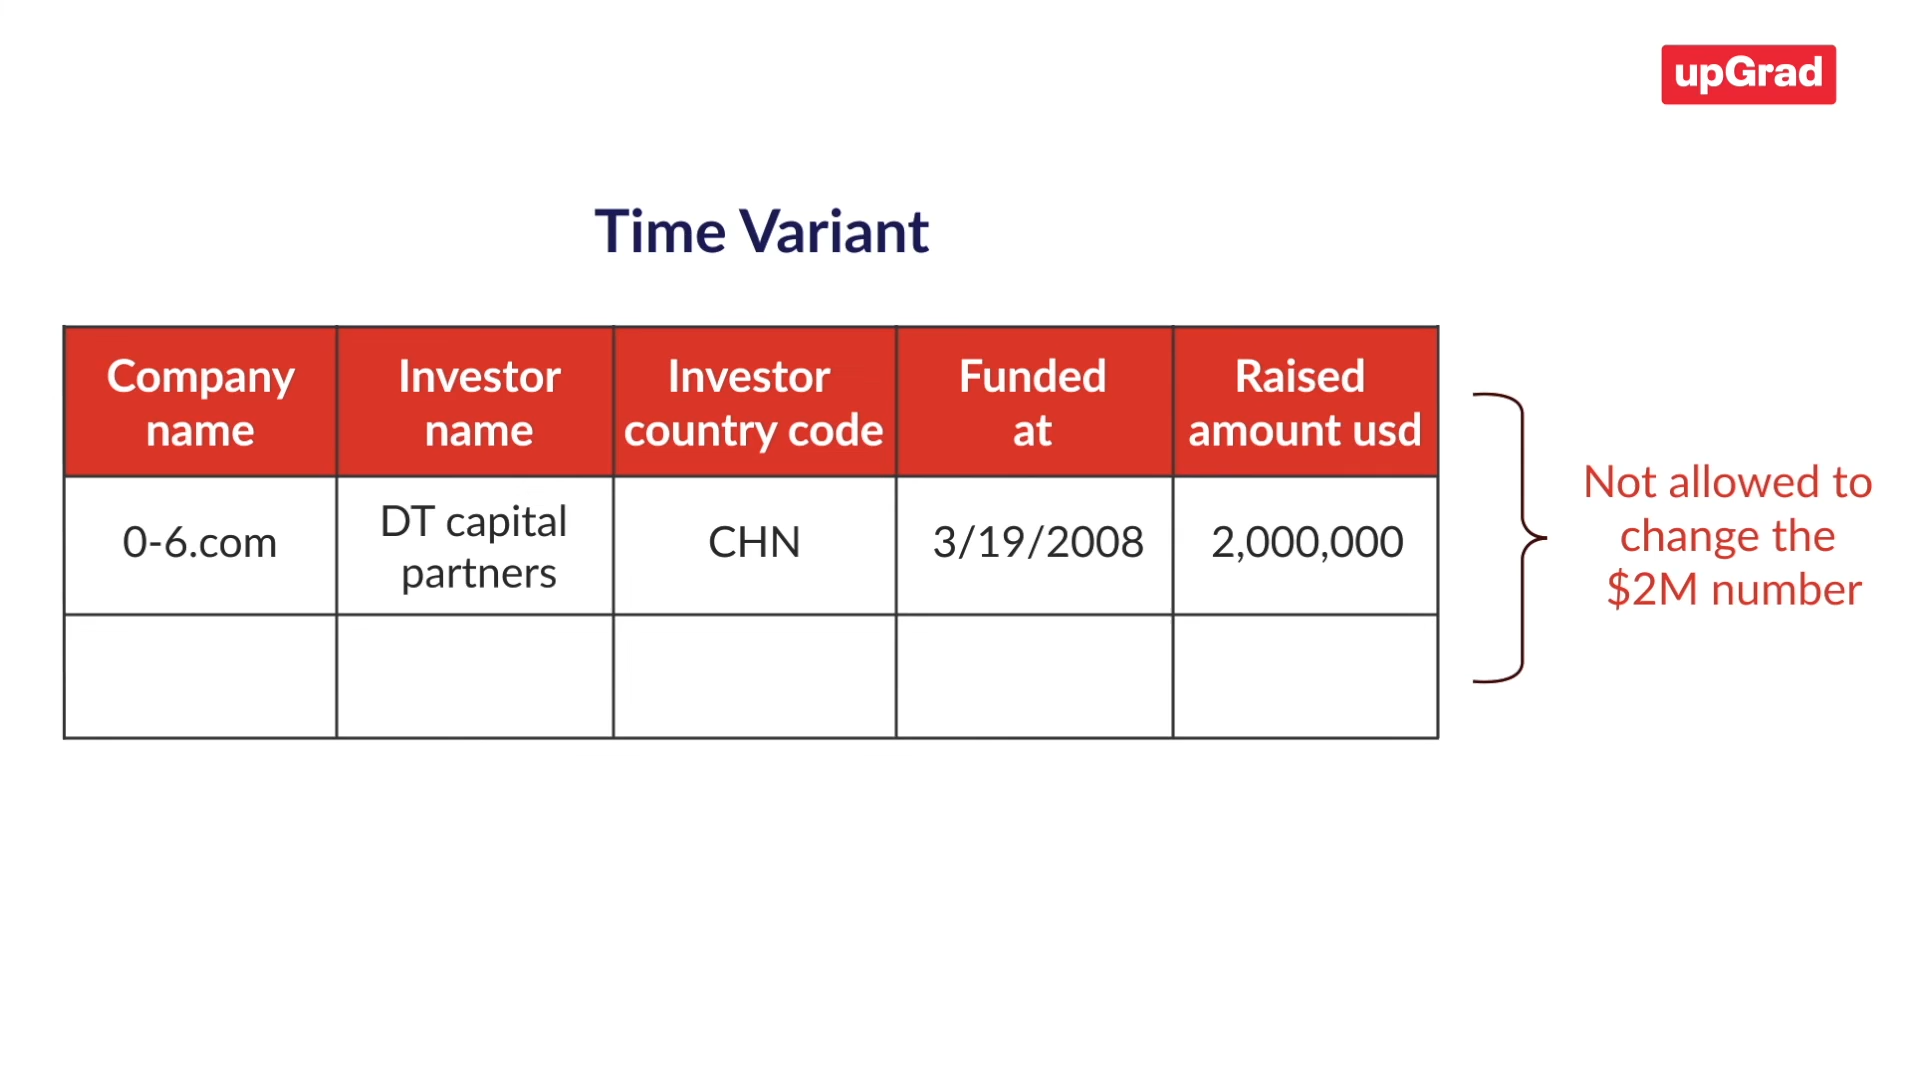 upGrad
Time Variant
Company name
Investor name
Investor country code
Funded at
Raised amount usd
0-6.com
DT capital partners
CHN
3/19/2008
2,000,000
Not allowed to
change the
$2M number